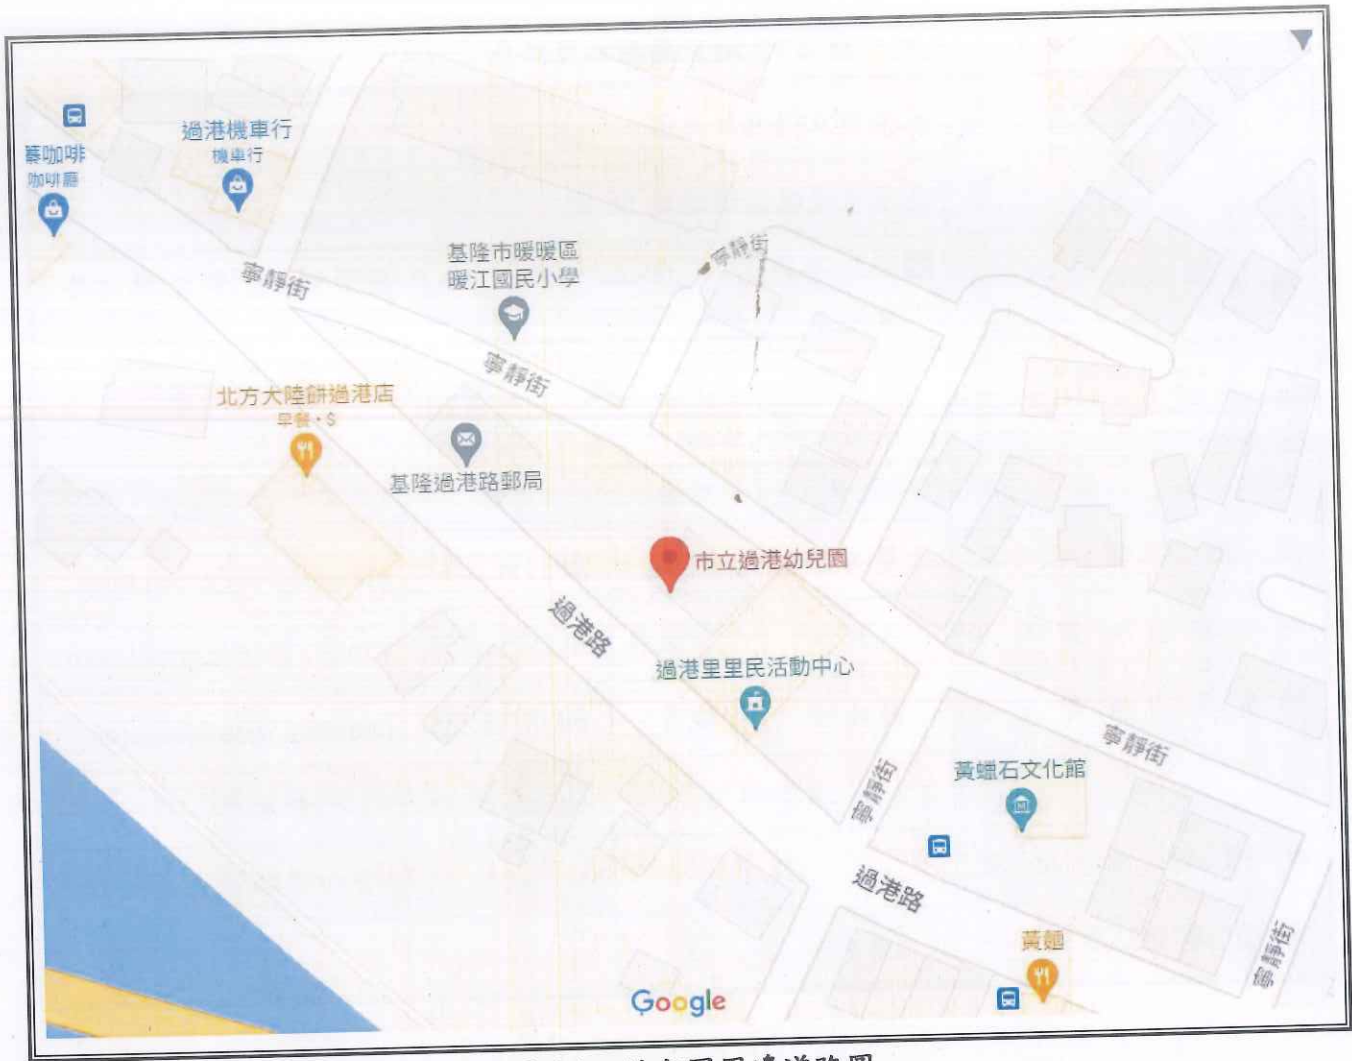 過港機車行
機車行
咖啡
咖啡廳
寧靜街
基隆市暖暖區
暖江國民小學
寧靜街
寧靜街
北方大陸餅過港店
早餐・$
基隆過港路郵局
市立過港幼兒園
過港路
過港里里民活動中心
寧靜街
黃蠟石文化館
寧靜街
過港路
黃麵
寧靜街
Google